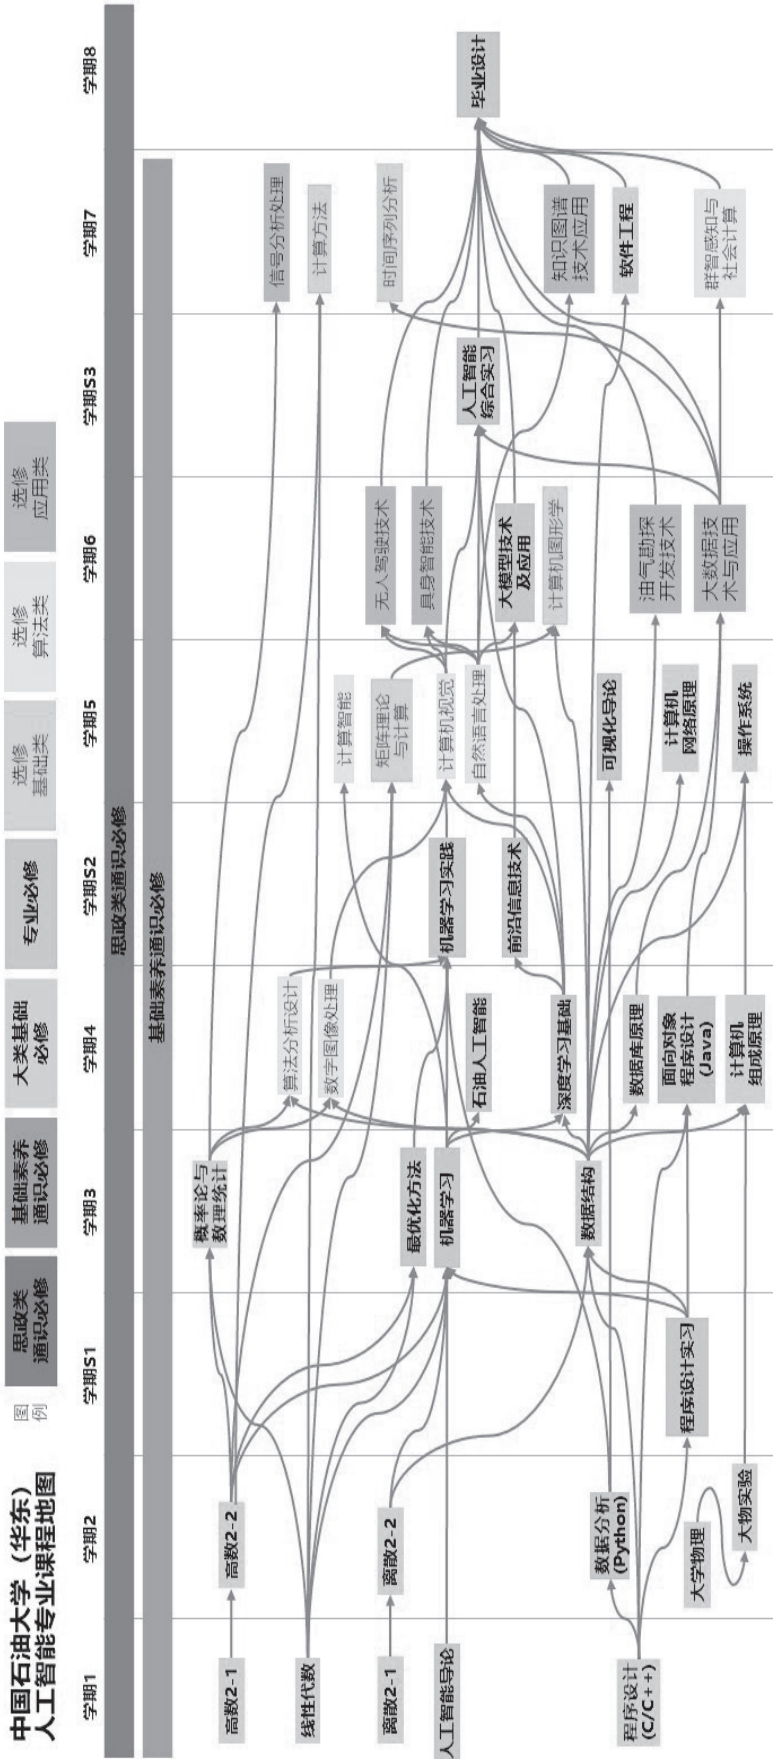 中国石油大学（华东）
人工智能专业课程地图
图
例
思政类
通识必修
基础素养
通识必修
大类基础
必修
专业必修
选修
基础类
选修
算法类
选修
应用类
学期1
学期2
学期S1
学期3
学期4
学期S2
学期5
学期6
学期S3
学期7
学期8
思政类通识必修
基础素养通识必修
高数2-1
线性代数
离散2-1
人工智能导论
程序设计
(C/C++)
高数2-2
离散2-2
数据分析
(Python)
大学物理
大物实验
程序设计实习
概率论与
数理统计
最优化方法
机器学习
数据结构
算法分析设计
数字图像处理
石油人工智能
深度学习基础
数据库原理
面向对象
程序设计
(Java)
计算机
组成原理
机器学习实践
前沿信息技术
计算智能
矩阵理论
与计算
计算机视觉
自然语言处理
可视化导论
计算机
网络原理
操作系统
无人驾驶技术
具身智能技术
大模型技术
及应用
计算机图形学
油气勘探
开发技术
大数据技
术与应用
人工智能
综合实习
信号分析处理
计算方法
时间序列分析
知识图谱
技术应用
软件工程
群智感知与
社会计算
毕业设计